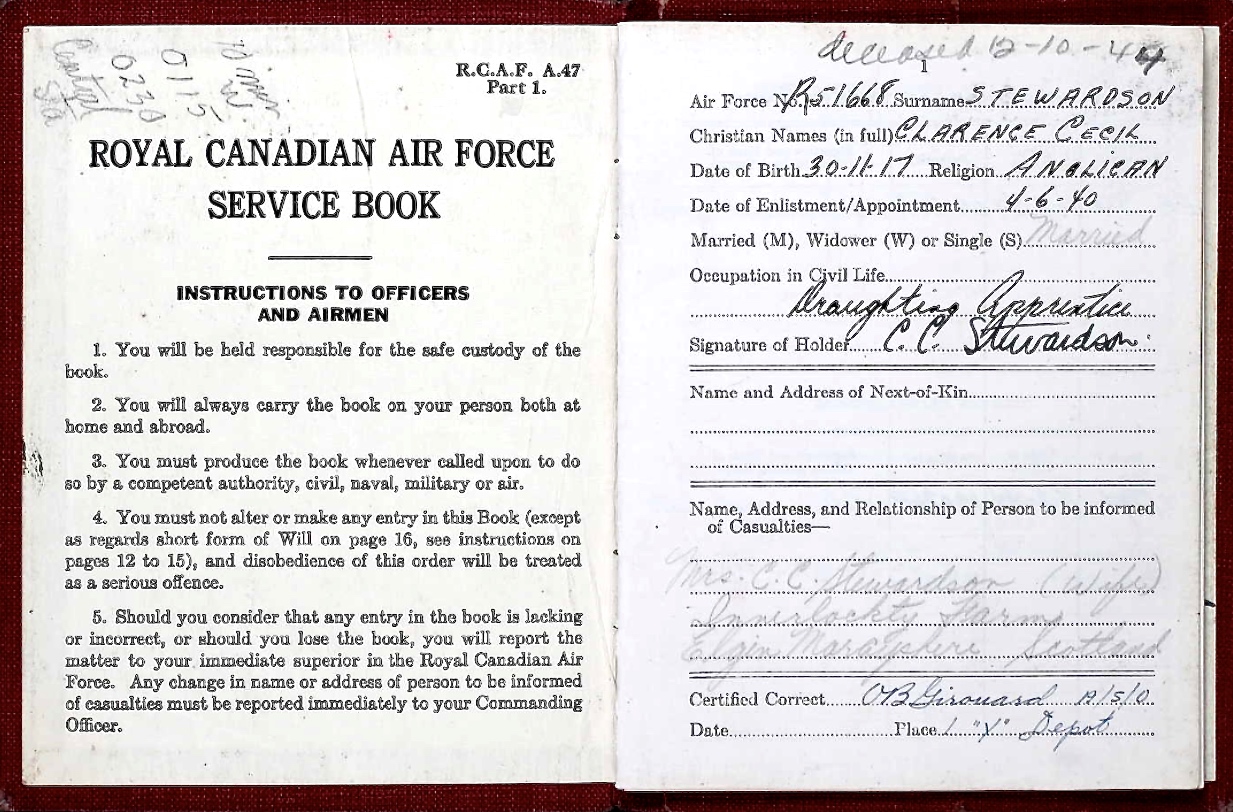 0115
0230
Central
Sta
R.C.A.F. A.47
Part 1.
ROYAL CANADIAN AIR FORCE
SERVICE BOOK
INSTRUCTIONS TO OFFICERS
AND AIRMEN
1. You will be held responsible for the safe custody of the
book.
2. You will always carry the book on your person both at
home and abroad.
3. You must produce the book whenever called upon to do
so by a competent authority, civil, naval, military or air.
4. You must not alter or make any entry in this Book (except
as regards short form of Will on page 16, see instructions on
pages 12 to 15), and disobedience of this order will be treated
as a serious offence.
5. Should you consider that any entry in the book is lacking
or incorrect, or should you lose the book, you will report the
matter to your immediate superior in the Royal Canadian Air
Force. Any change in name or address of person to be informed
of casualties must be reported immediately to your Commanding
Officer.
deceased 12-10-44
1
Air Force No. R51668 Surname STEWARDSON
Christian Names (in full) CLARENCE CECIL
Date of Birth 30-11-17 Religion ANGLICAN
Date of Enlistment/Appointment 4-6-40
Married (M), Widower (W) or Single (S) Married
Occupation in Civil Life
Draughting Apprentice
Signature of Holder C. C. Stewardson
Name and Address of Next-of-Kin
Name, Address, and Relationship of Person to be informed
of Casualties—
Mrs. C. C. Stewardson (Wife)
Farm
Elgin Scotland
Certified Correct OB Girouard
Date Place 1 "Y" Depot